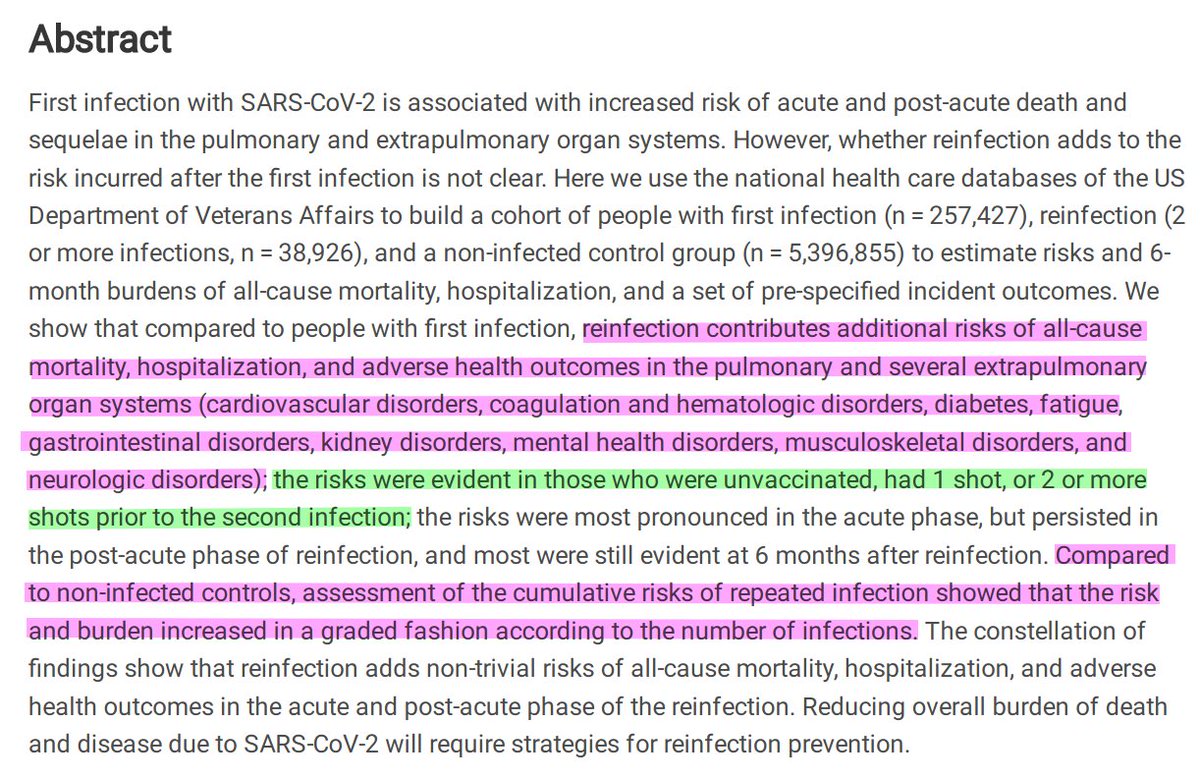 Abstract
First infection with SARS-CoV-2 is associated with increased risk of acute and post-acute death and
sequelae in the pulmonary and extrapulmonary organ systems. However, whether reinfection adds to the
risk incurred after the first infection is not clear. Here we use the national health care databases of the US
Department of Veterans Affairs to build a cohort of people with first infection (n = 257,427), reinfection (2
or more infections, n = 38,926), and a non-infected control group (n = 5,396,855) to estimate risks and 6-
month burdens of all-cause mortality, hospitalization, and a set of pre-specified incident outcomes. We
show that compared to people with first infection, reinfection contributes additional risks of all-cause
mortality, hospitalization, and adverse health outcomes in the pulmonary and several extrapulmonary
organ systems (cardiovascular disorders, coagulation and hematologic disorders, diabetes, fatigue,
gastrointestinal disorders, kidney disorders, mental health disorders, musculoskeletal disorders, and
neurologic disorders); the risks were evident in those who were unvaccinated, had 1 shot, or 2 or more
shots prior to the second infection; the risks were most pronounced in the acute phase, but persisted in
the post-acute phase of reinfection, and most were still evident at 6 months after reinfection. Compared
to non-infected controls, assessment of the cumulative risks of repeated infection showed that the risk
and burden increased in a graded fashion according to the number of infections. The constellation of
findings show that reinfection adds non-trivial risks of all-cause mortality, hospitalization, and adverse
health outcomes in the acute and post-acute phase of the reinfection. Reducing overall burden of death
and disease due to SARS-CoV-2 will require strategies for reinfection prevention.